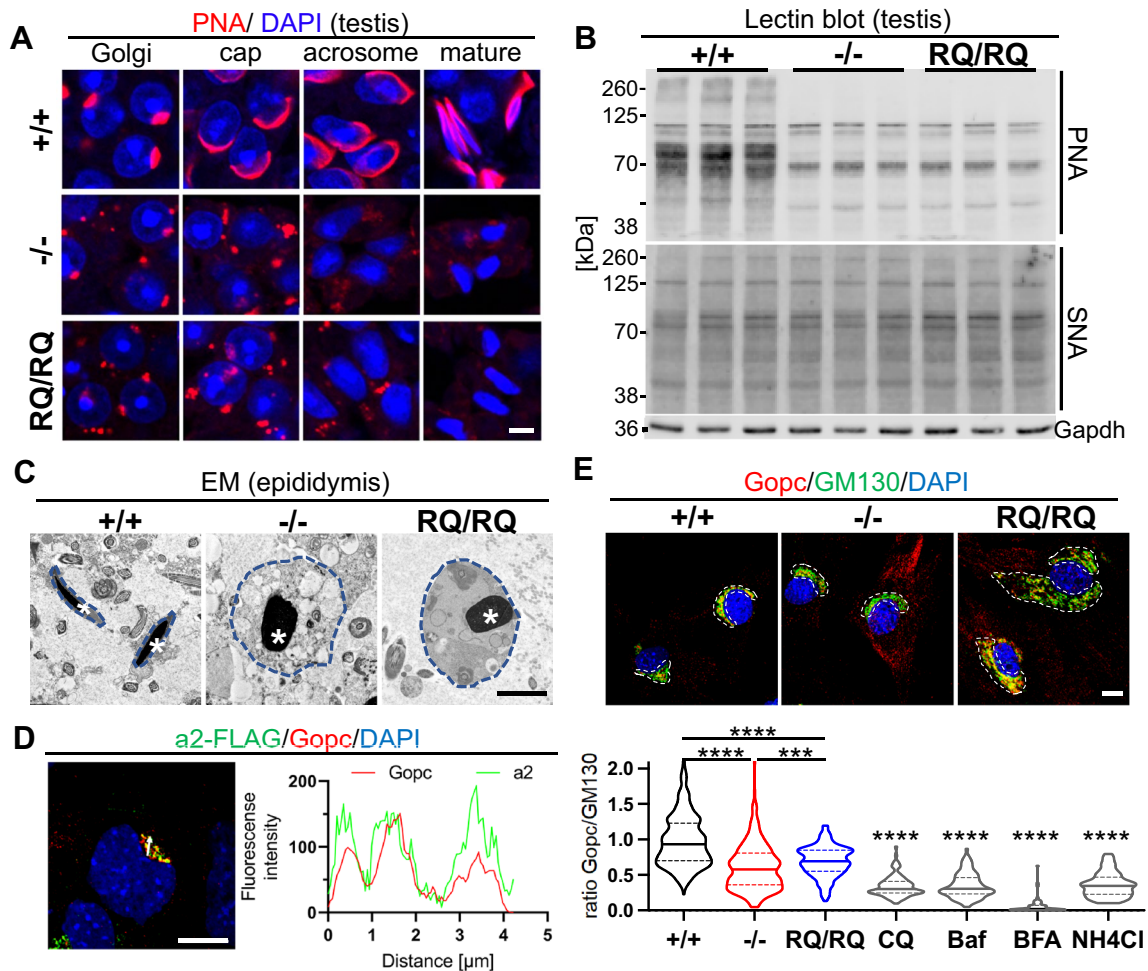 A
PNA/ DAPI (testis)
Golgi cap acrosome mature
+/+
-/-
RQ/RQ
B
Lectin blot (testis)
+/+ -/- RQ/RQ
260
125
70
38
PNA
[kDa]
260
125
70
38
SNA
36
Gapdh
C
EM (epididymis)
+/+ -/- RQ/RQ
* * * *
D
a2-FLAG/Gopc/DAPI
Gopc a2
Fluorescense
intensity
200
100
0
0 1 2 3 4 5
Distance [µm]
E
Gopc/GM130/DAPI
+/+ -/- RQ/RQ
****
**** ***
**** **** **** ****
ratio Gopc/GM130
2.0
1.5
1.0
0.5
0.0
+/+ -/- RQ/RQ CQ Baf BFA NH4Cl